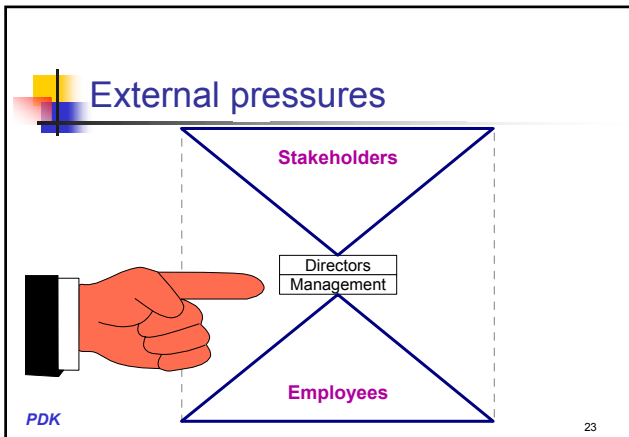 External pressures
Stakeholders
Directors
Management
Employees
PDK
23